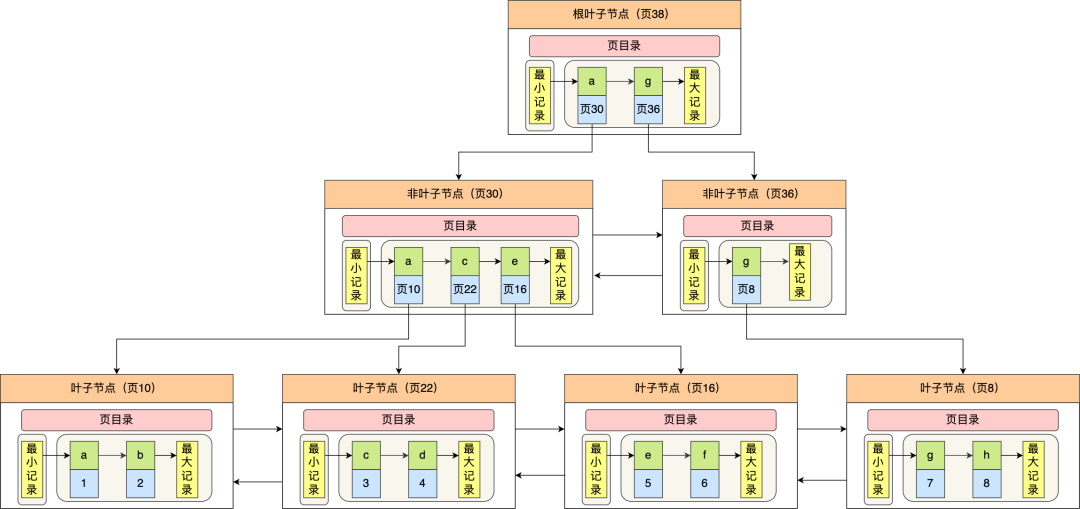 根叶子节点（页38）
页目录
最小记录
a
g
最大记录
页30
页36
非叶子节点（页30）
页目录
最小记录
a
c
e
最大记录
页10
页22
页16
非叶子节点（页36）
页目录
最小记录
g
最大记录
页8
叶子节点（页10）
页目录
最小记录
a
b
最大记录
1
2
叶子节点（页22）
页目录
最小记录
c
d
最大记录
3
4
叶子节点（页16）
页目录
最小记录
e
f
最大记录
5
6
叶子节点（页8）
页目录
最小记录
g
h
最大记录
7
8